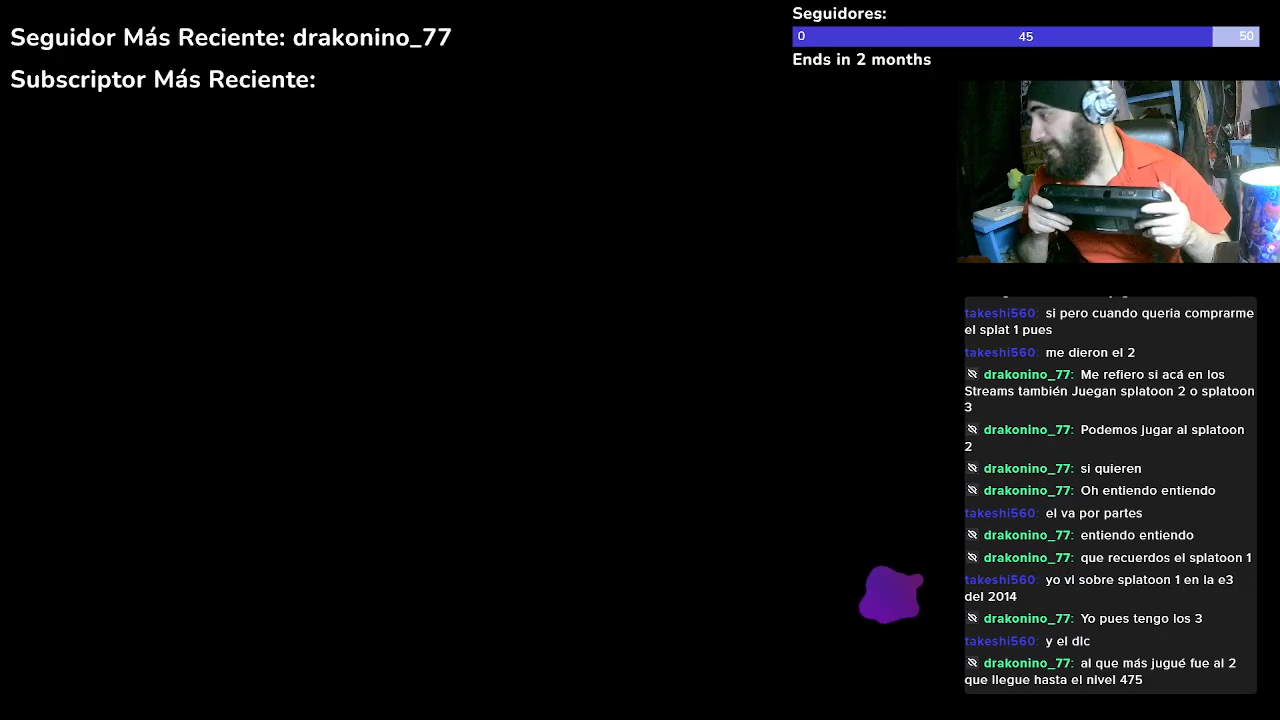 Seguidor Más Reciente: drakonino_77
Subscriptor Más Reciente:
Seguidores:
0 45 50
Ends in 2 months
takeshi560: si pero cuando queria comprarme
el splat 1 pues
takeshi560: me dieron el 2
drakonino_77: Me refiero si acá en los
Streams también Juegan splatoon 2 o splatoon
3
drakonino_77: Podemos jugar al splatoon
2
drakonino_77: si quieren
drakonino_77: Oh entiendo entiendo
takeshi560: el va por partes
drakonino_77: entiendo entiendo
drakonino_77: que recuerdos el splatoon 1
takeshi560: yo vi sobre splatoon 1 en la e3
del 2014
drakonino_77: Yo pues tengo los 3
takeshi560: y el dlc
drakonino_77: al que más jugué fue al 2
que llegue hasta el nivel 475